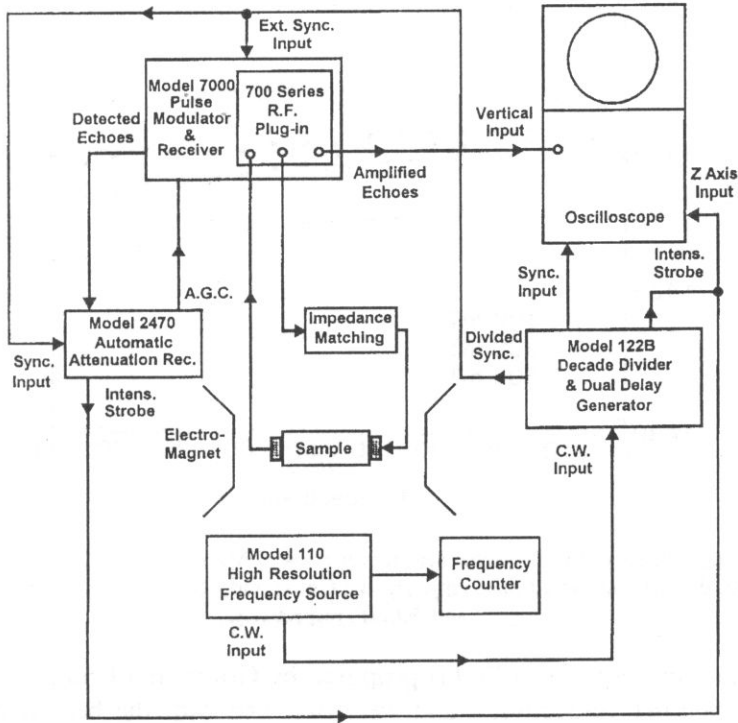 Ext. Sync.
Input
Model 7000
Pulse
Modulator
&
Receiver
700 Series
R.F.
Plug-in
Detected
Echoes
Vertical
Input
Amplified
Echoes
Z Axis
Input
Oscilloscope
Sync.
Input
Intens.
Strobe
A.G.C.
Impedance
Matching
Model 2470
Automatic
Attenuation Rec.
Sync.
Input
Intens.
Strobe
Divided
Sync.
Model 122B
Decade Divider
& Dual Delay
Generator
Electro-
Magnet
Sample
C.W.
Input
Model 110
High Resolution
Frequency Source
Frequency
Counter
C.W.
Input